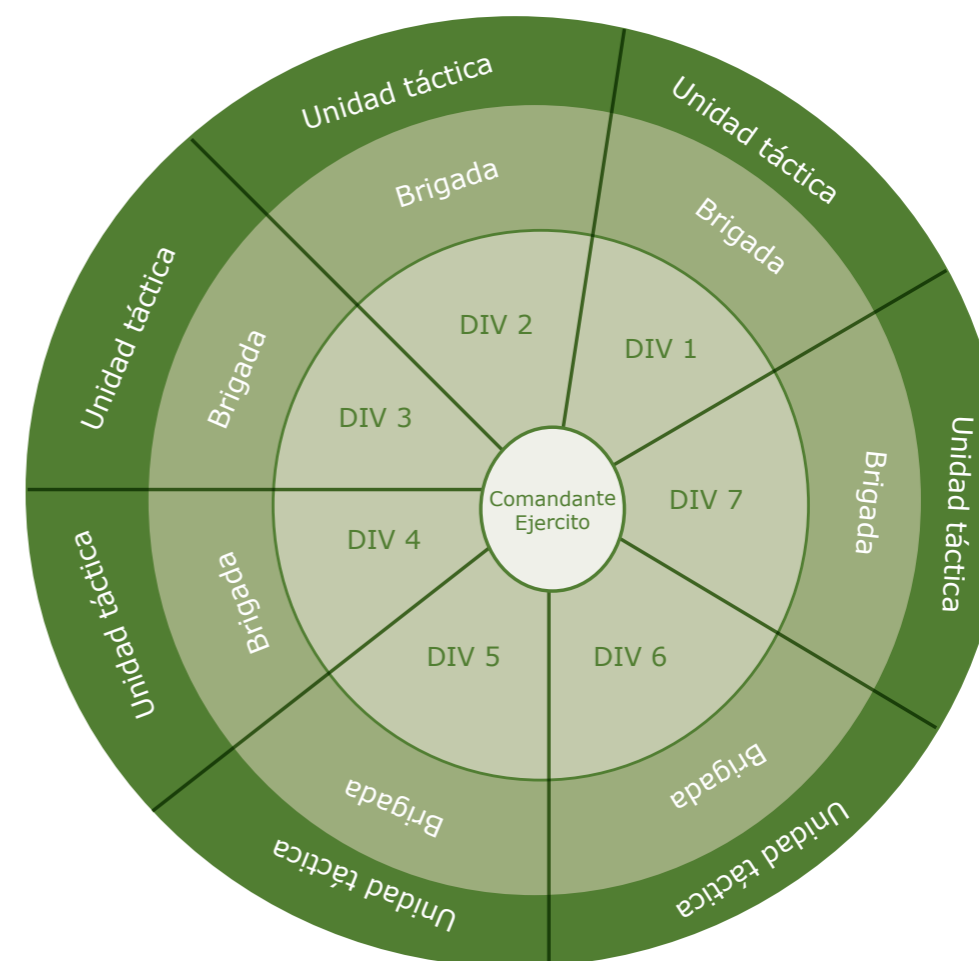 Unidad táctica
Unidad táctica
Brigada
Brigada
DIV 2
DIV 1
Unidad táctica
Brigada
DIV 3
Comandante
Ejercito
DIV 7
Brigada
Unidad táctica
DIV 4
Brigada
Unidad táctica
DIV 5
DIV 6
Brigada
Brigada
Unidad táctica
Unidad táctica